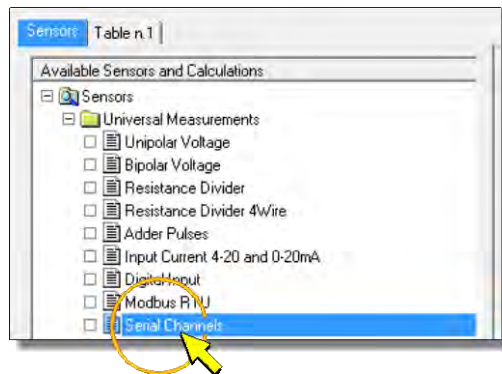 Sensors Table n.1
Available Sensors and Calculations
Sensors
Universal Measurements
Unipolar Voltage
Bipolar Voltage
Resistance Divider
Resistance Divider 4Wire
Adder Pulses
Input Current 4-20 and 0-20mA
Digital Input
Modbus RTU
Serial Channels